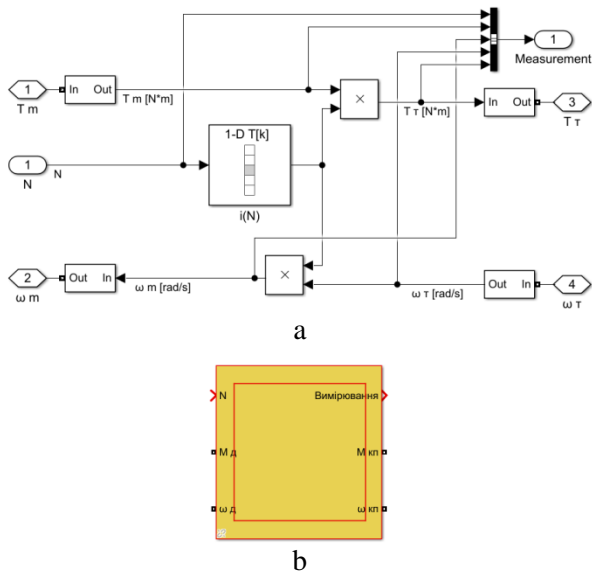 1
Measurement
1
T m
In Out
T m [N*m]
×
T т [N*m]
In Out
3
T т
1-D T[k]
1
N
N
i(N)
2
ω m
Out In
ω m [rad/s]
×
ω т [rad/s]
Out In
4
ω т
a
N
Вимірювання
М д
М кп
ω д
ω кп
b